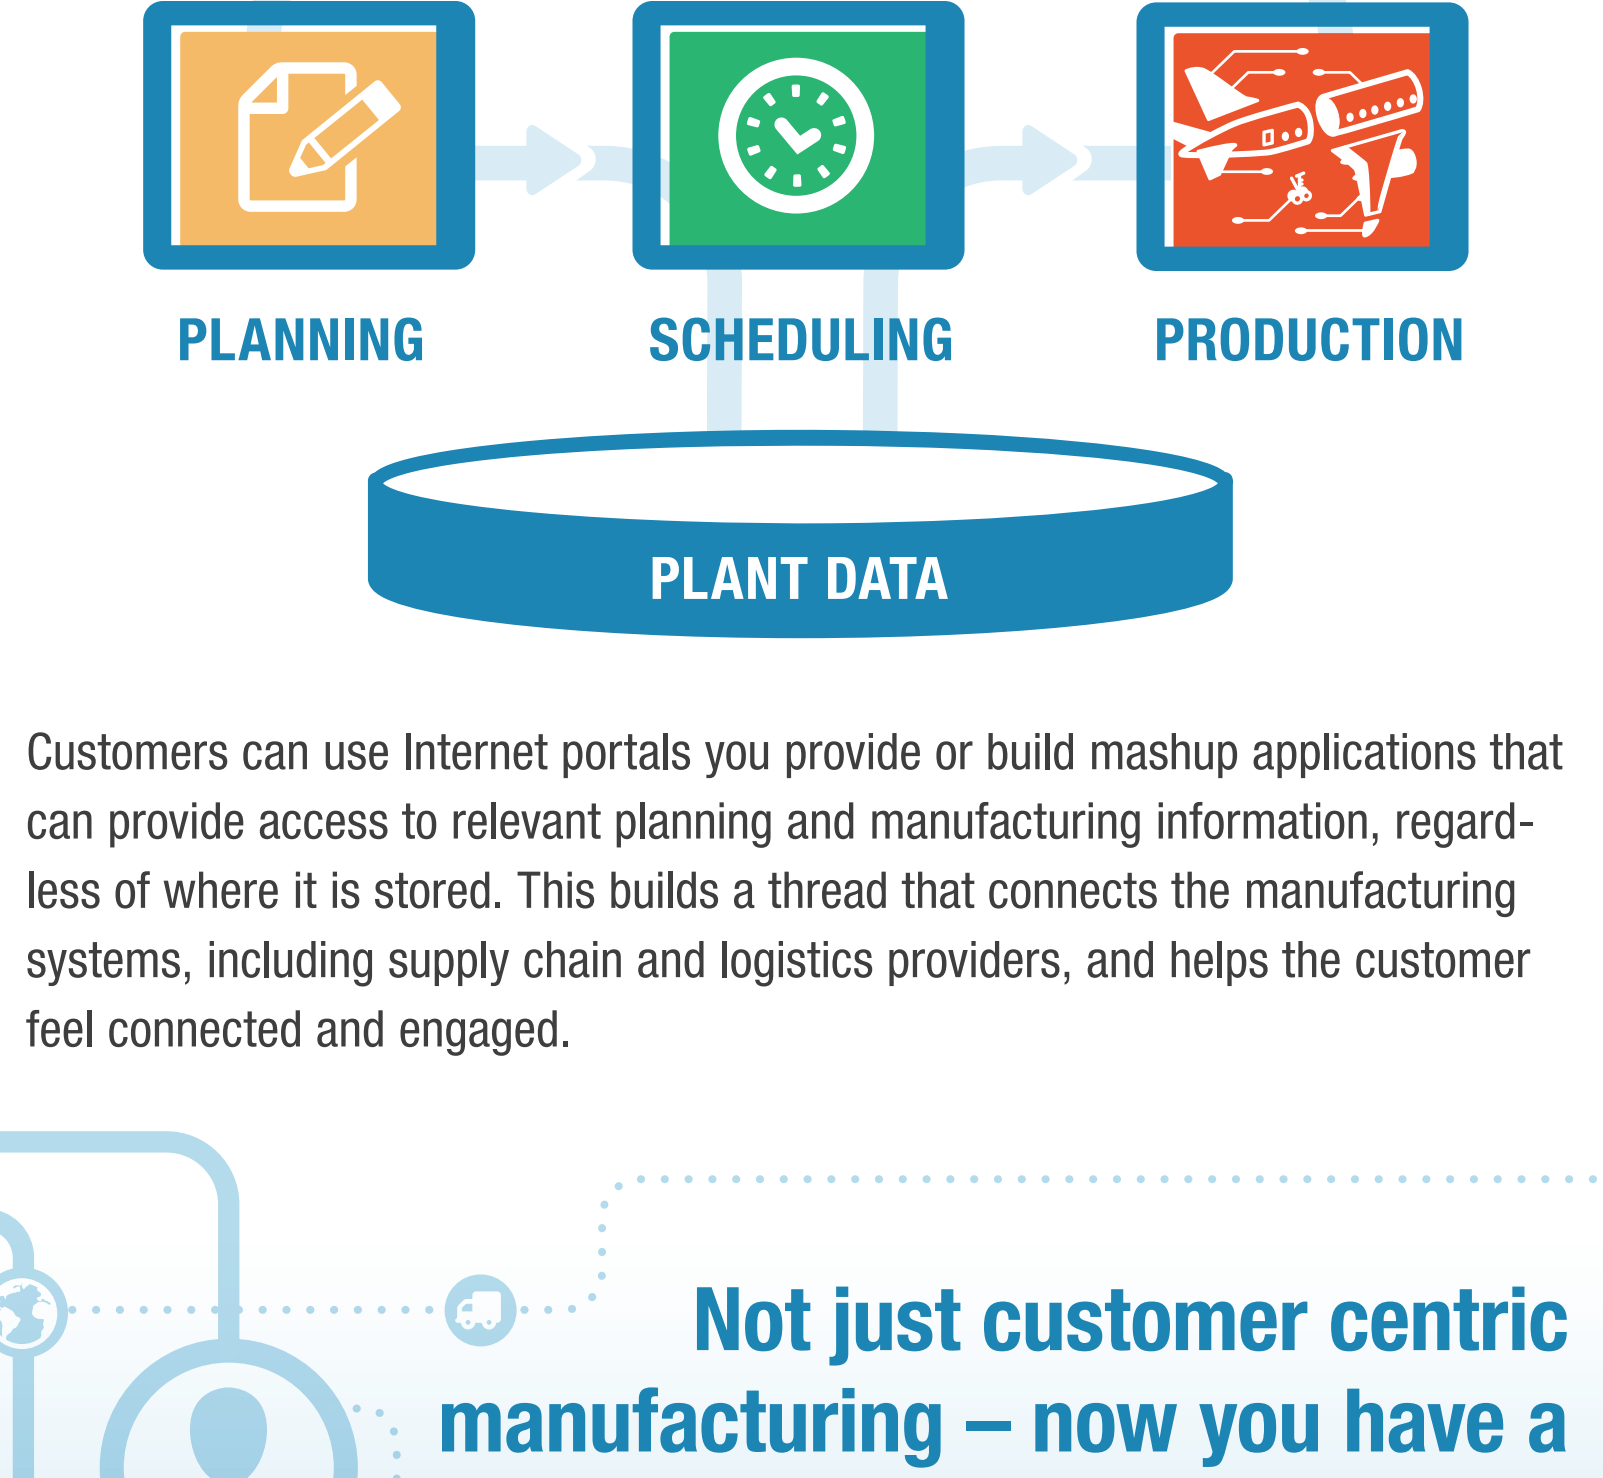 PLANNING
SCHEDULING
PRODUCTION
PLANT DATA
Customers can use Internet portals you provide or build mashup applications that
can provide access to relevant planning and manufacturing information, regard-
less of where it is stored. This builds a thread that connects the manufacturing
systems, including supply chain and logistics providers, and helps the customer
feel connected and engaged.
Not just customer centric
manufacturing – now you have a